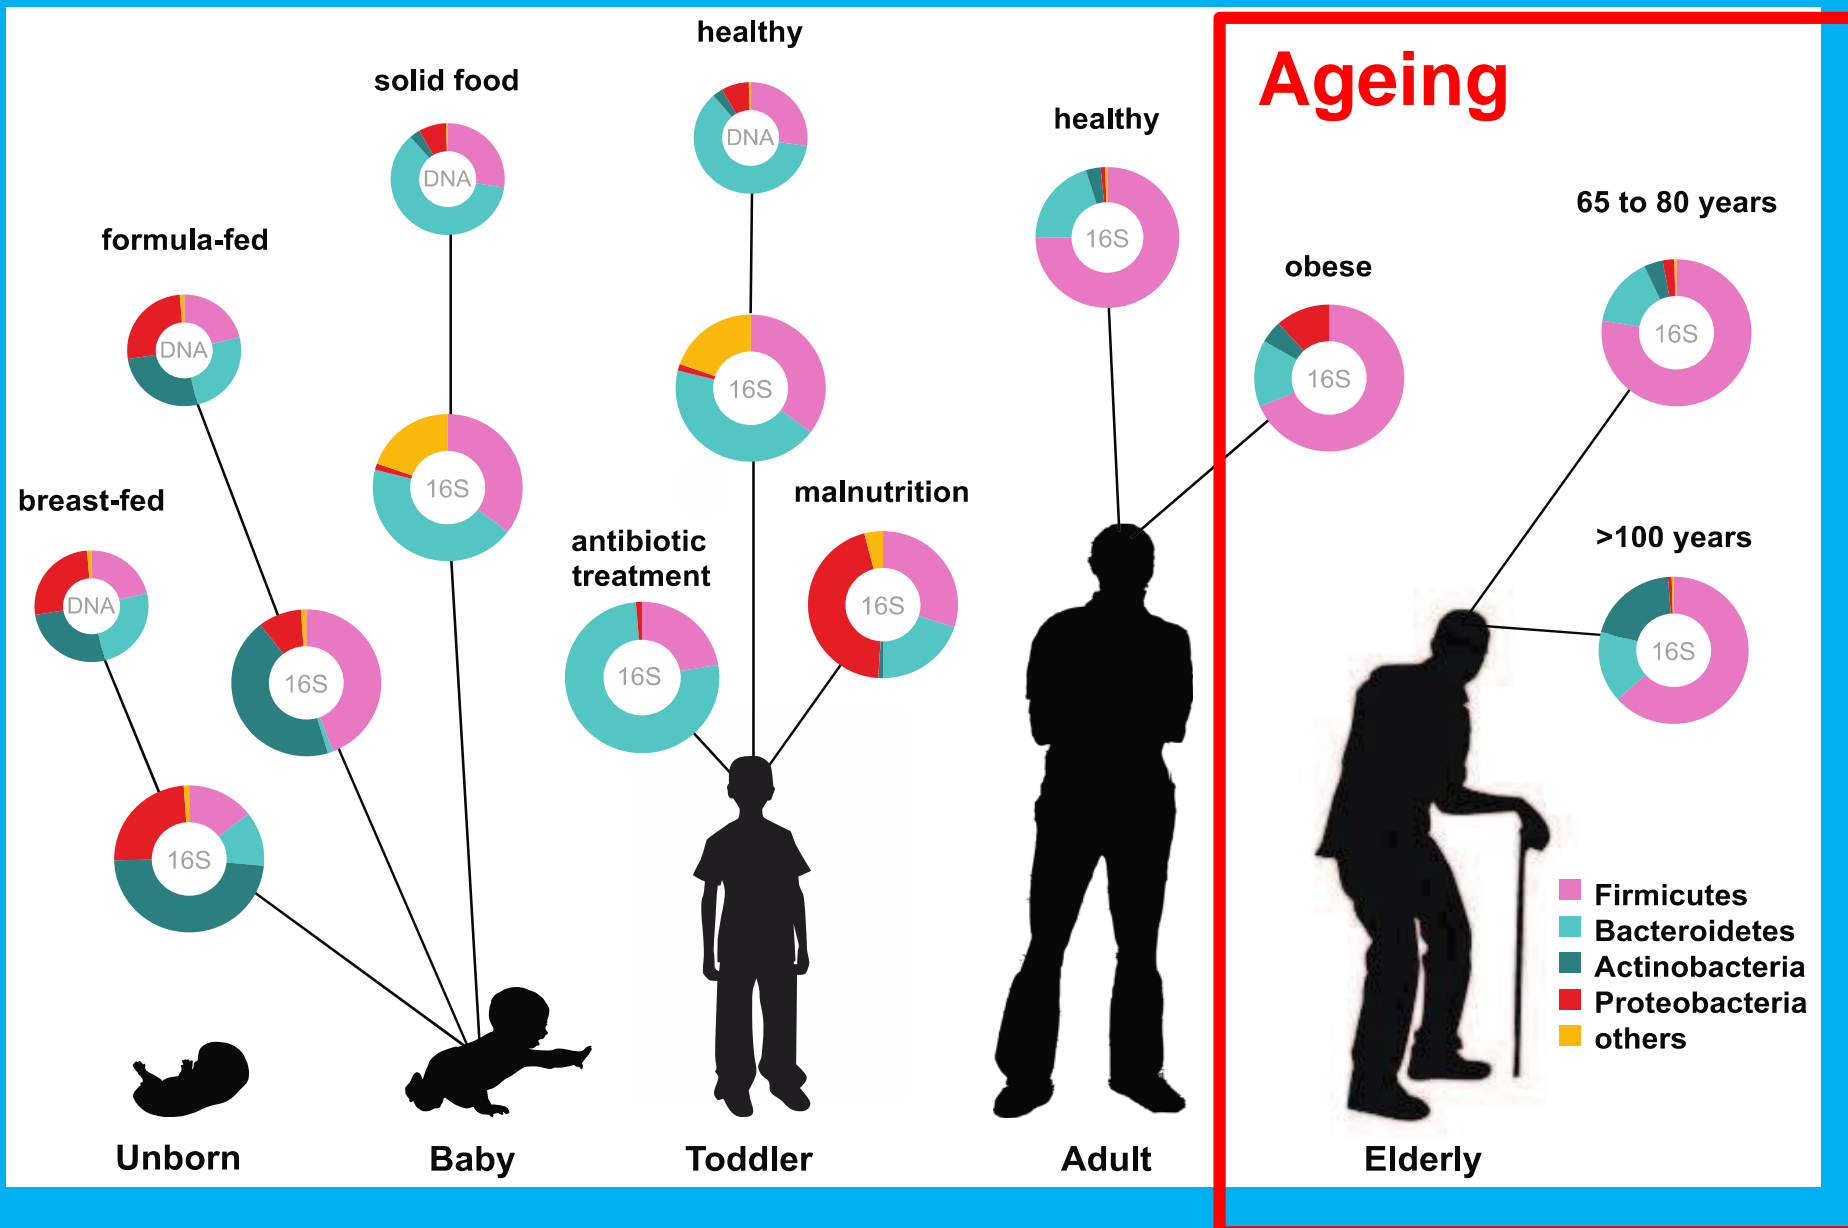 healthy
Ageing
solid food
DNA
healthy
DNA
65 to 80 years
formula-fed
16S
obese
16S
DNA
16S
16S
breast-fed
16S
malnutrition
antibiotic
treatment
>100 years
DNA
16S
16S
16S
16S
16S
Firmicutes
Bacteroidetes
Actinobacteria
Proteobacteria
others
Unborn
Baby
Toddler
Adult
Elderly